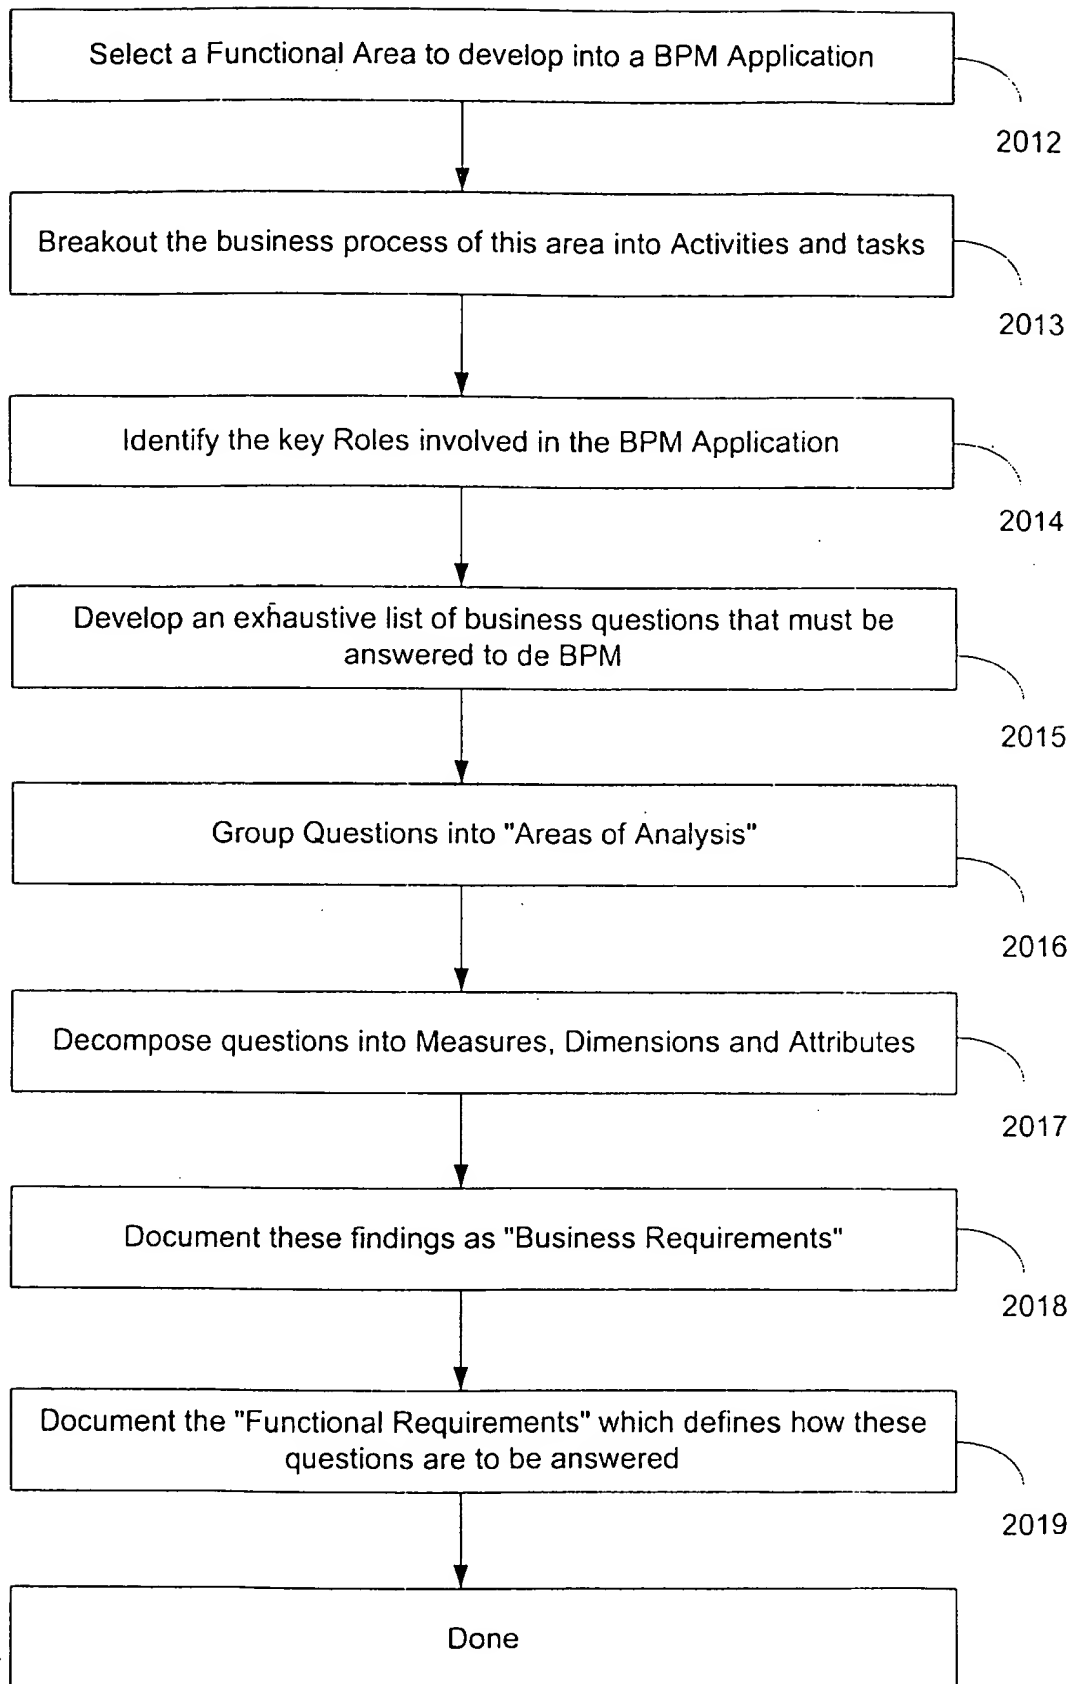 Select a Functional Area to develop into a BPM Application
2012
Breakout the business process of this area into Activities and tasks
2013
Identify the key Roles involved in the BPM Application
2014
Develop an exhaustive list of business questions that must be
answered to de BPM
2015
Group Questions into "Areas of Analysis"
2016
Decompose questions into Measures, Dimensions and Attributes
2017
Document these findings as "Business Requirements"
2018
Document the "Functional Requirements" which defines how these
questions are to be answered
2019
Done